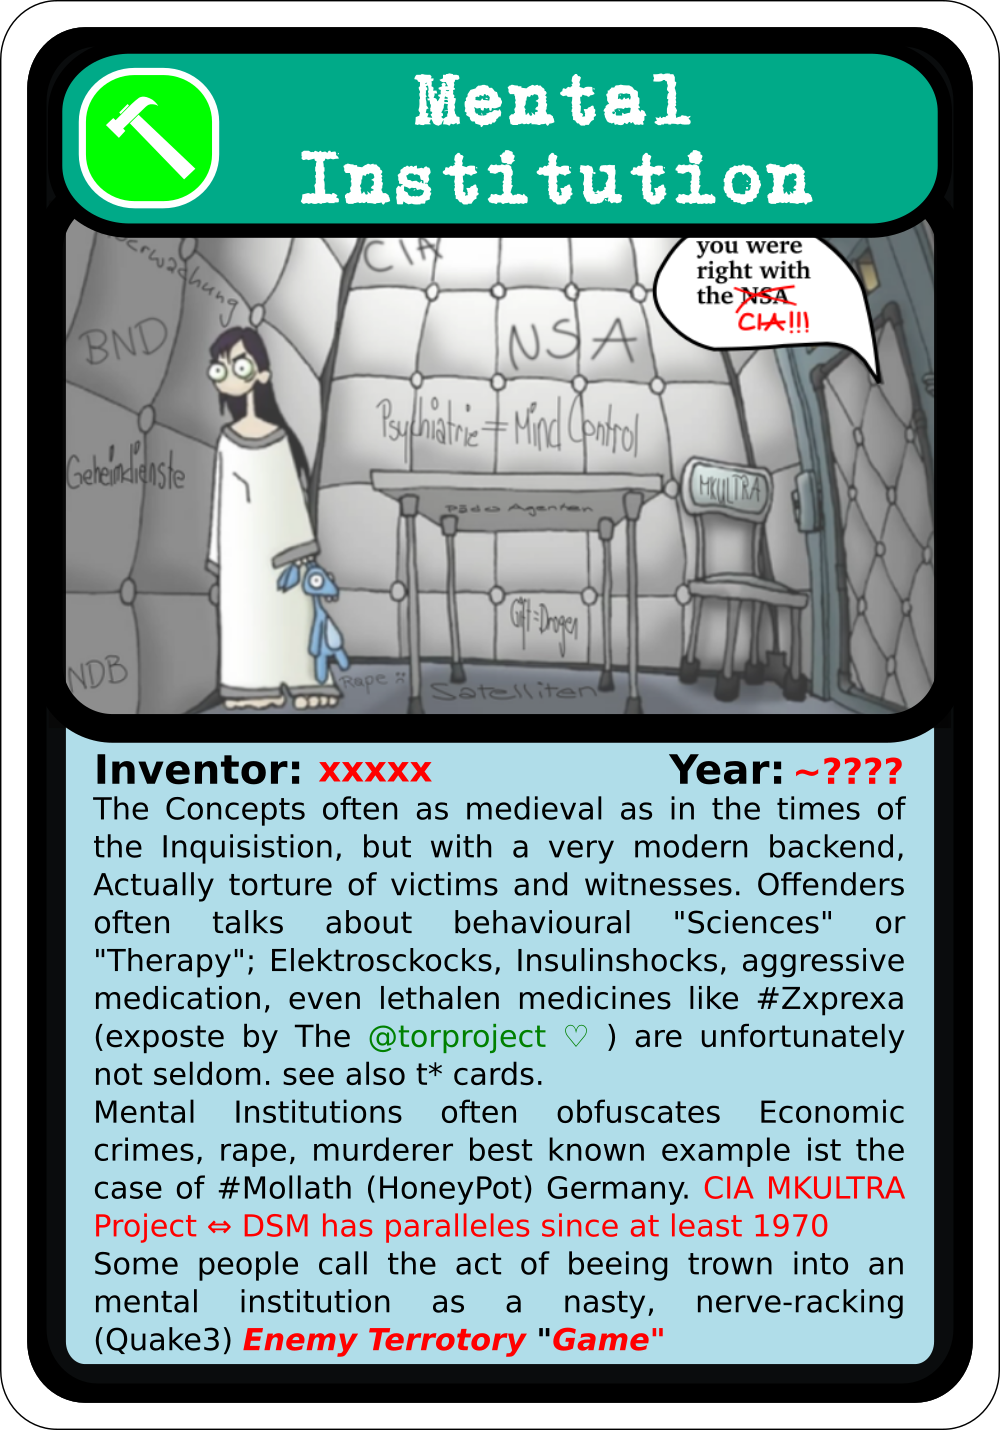 Mental
Institution
you were
right with
the NSA
CIA!!!
CIA
BND
NSA
Psychiatrie = Mind Control
Geheimdienste
MKULTRA
Pädo Agenten
Gift=Drogen
NDB
Rape :(
Satelliten
Inventor: xxxxx Year: ~????
The Concepts often as medieval as in the times of
the Inquisistion, but with a very modern backend,
Actually torture of victims and witnesses. Offenders
often talks about behavioural "Sciences" or
"Therapy"; Elektrosckocks, Insulinshocks, aggressive
medication, even lethalen medicines like #Zxprexa
(exposte by The @torproject ♡ ) are unfortunately
not seldom. see also t* cards.
Mental Institutions often obfuscates Economic
crimes, rape, murderer best known example ist the
case of #Mollath (HoneyPot) Germany. CIA MKULTRA
Project ⇔ DSM has paralleles since at least 1970
Some people call the act of beeing trown into an
mental institution as a nasty, nerve-racking
(Quake3) Enemy Terrotory "Game"